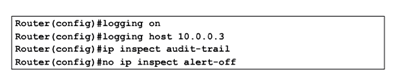 Router(config)#logging on
Router(config)#logging host 10.0.0.3
Router(config)#ip inspect audit-trail
Router(config)#no ip inspect alert-off